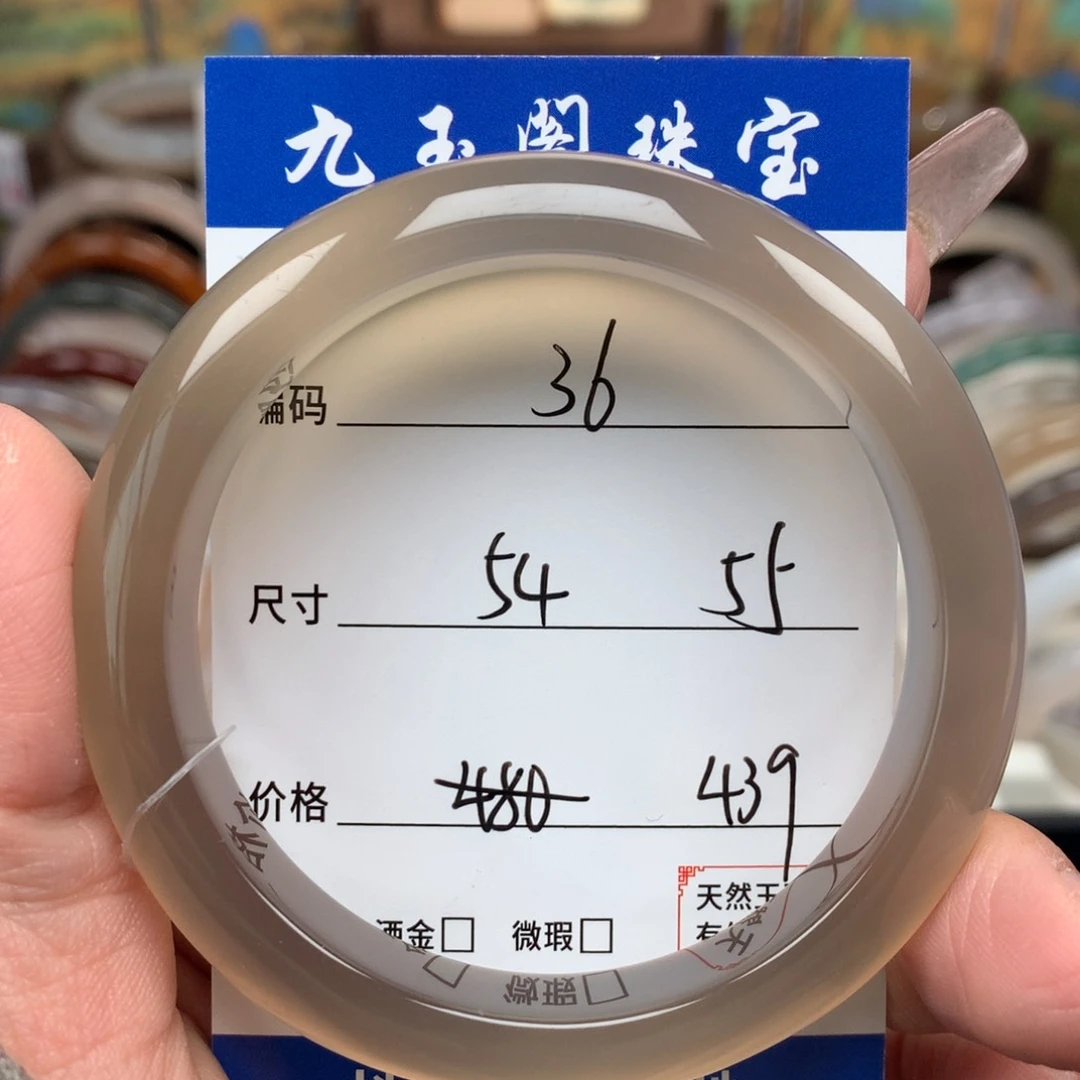 九玉阁珠宝
编码 36
尺寸 54 55
价格 480 439
洒金□ 微瑕□
天然玉
有